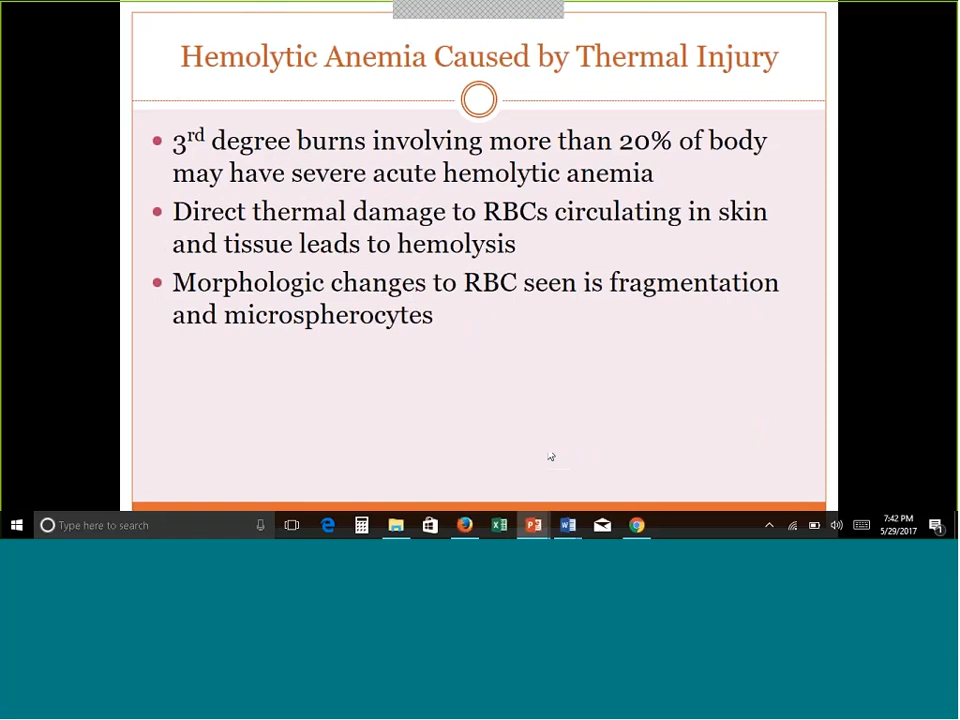 Hemolytic Anemia Caused by Thermal Injury
• 3rd degree burns involving more than 20% of body
may have severe acute hemolytic anemia
• Direct thermal damage to RBCs circulating in skin
and tissue leads to hemolysis
• Morphologic changes to RBC seen is fragmentation
and microspherocytes
Type here to search
7:42 PM
5/29/2017